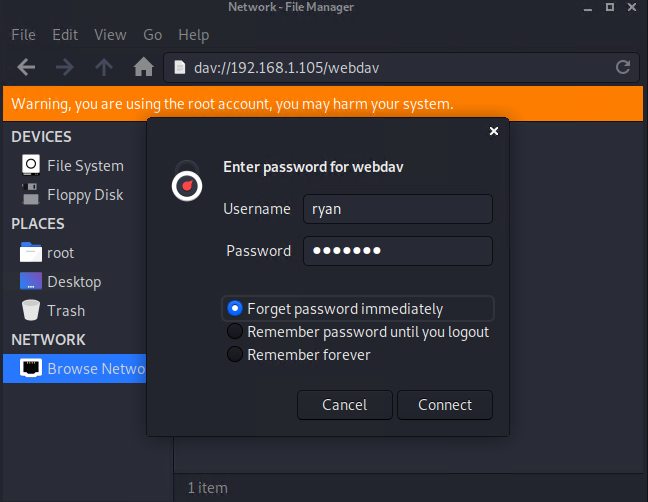 Network - File Manager
File Edit View Go Help
dav://192.168.1.105/webdav
Warning, you are using the root account, you may harm your system.
DEVICES
File System
Floppy Disk
PLACES
root
Desktop
Trash
NETWORK
Browse Netwo
Enter password for webdav
Username ryan
Password ●●●●●●●
Forget password immediately
Remember password until you logout
Remember forever
Cancel Connect
1 item